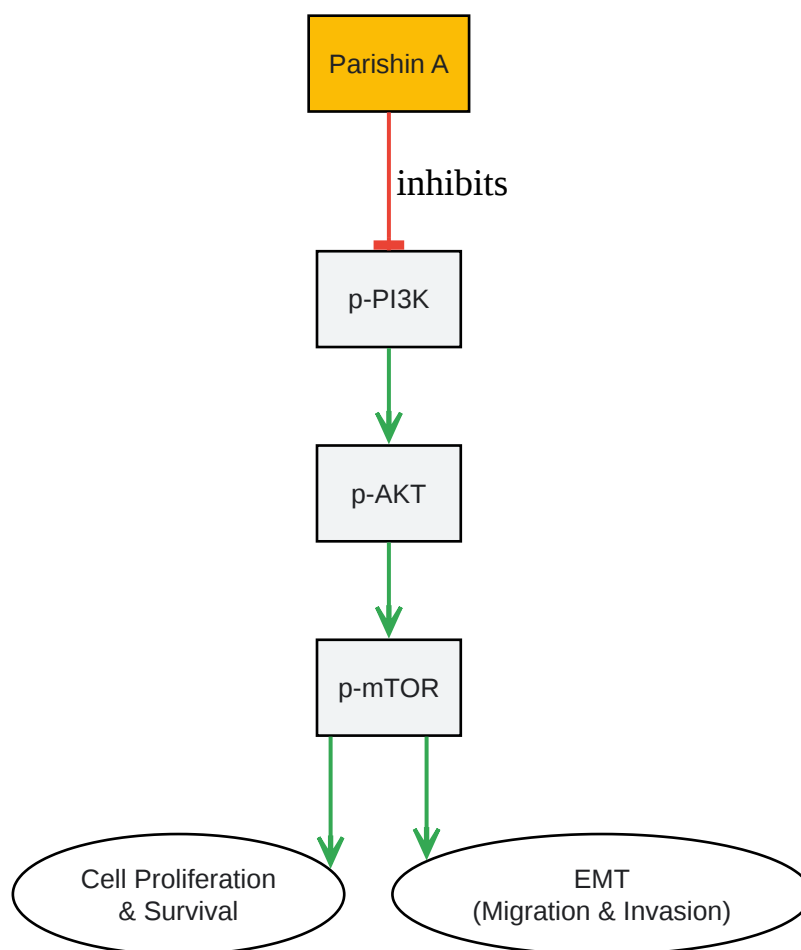 Parishin A
inhibits
p-PI3K
p-AKT
p-mTOR
Cell Proliferation
& Survival
EMT
(Migration & Invasion)